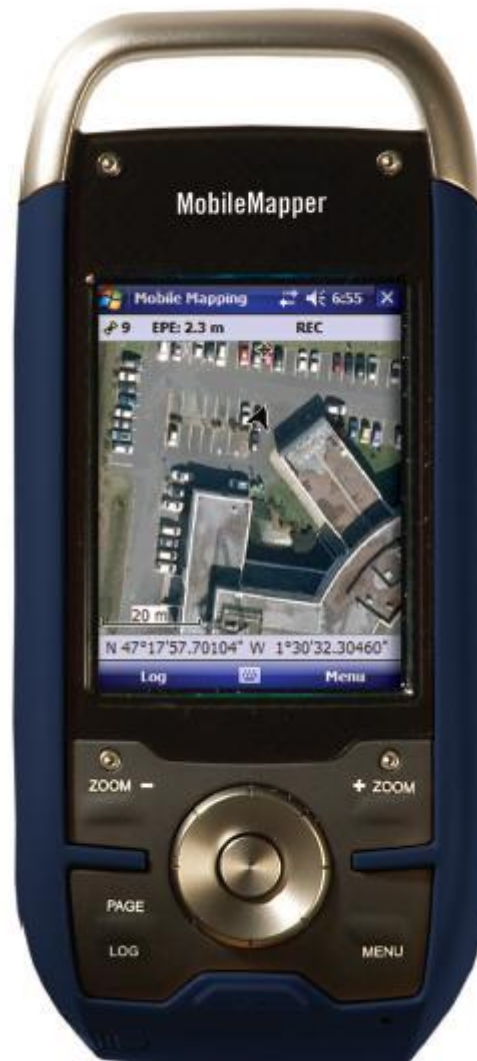 MobileMapper
Mobile Mapping 6:55
9 EPE: 2.3 m REC
20 m
N 47°17'57.70104" W 1°30'32.30460"
Log Menu
ZOOM − + ZOOM
PAGE
LOG MENU